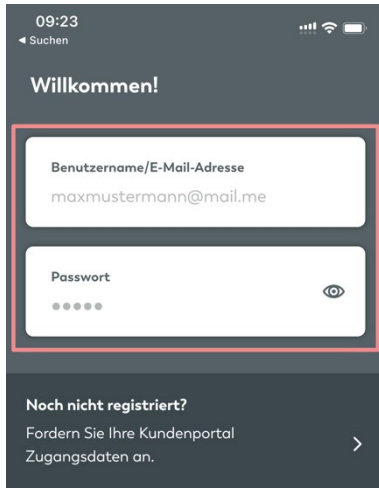 09:23
◀ Suchen
Willkommen!
Benutzername/E-Mail-Adresse
maxmustermann@mail.me
Passwort
●●●●●
Noch nicht registriert?
Fordern Sie Ihre Kundenportal
Zugangsdaten an.